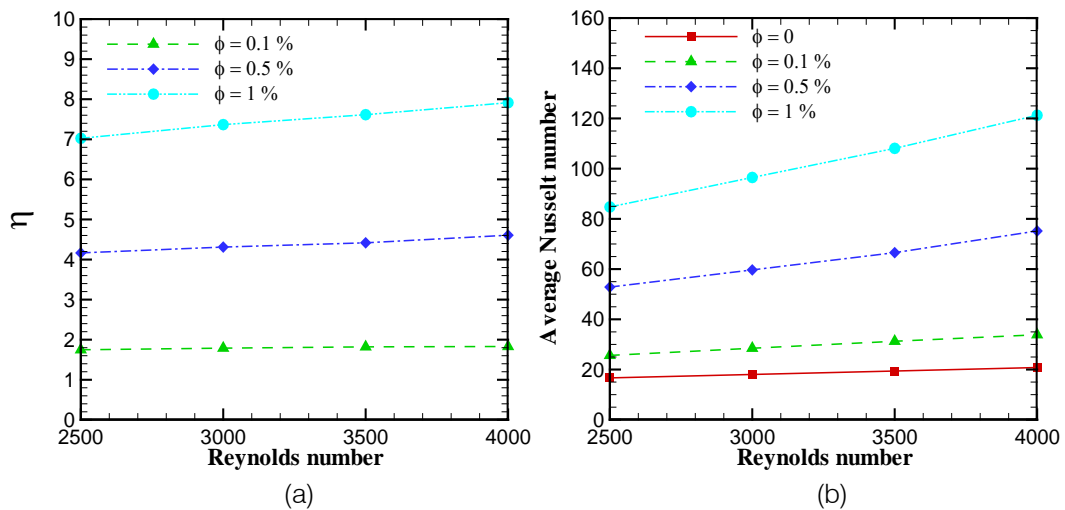 10
9
8
7
6
5
4
3
2
1
0
η
ϕ = 0.1 %
ϕ = 0.5 %
ϕ = 1 %
2500
3000
3500
4000
Reynolds number
(a)
160
140
120
100
80
60
40
20
0
Average Nusselt number
ϕ = 0
ϕ = 0.1 %
ϕ = 0.5 %
ϕ = 1 %
2500
3000
3500
4000
Reynolds number
(b)